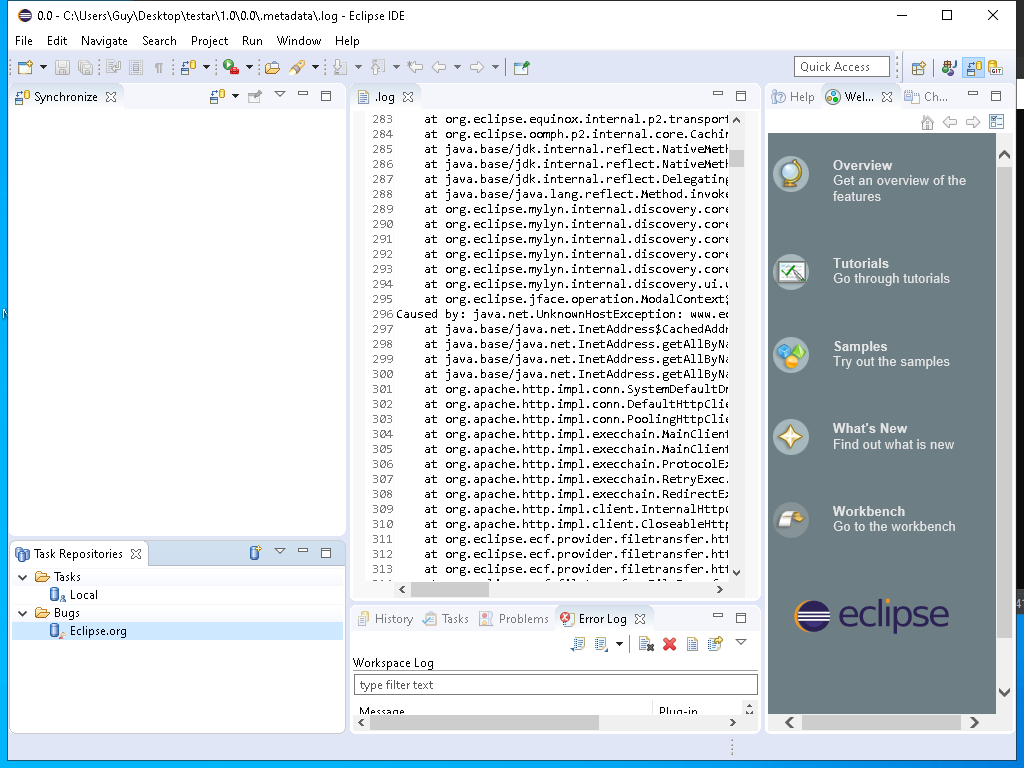 0.0 - C:\Users\Guy\Desktop\testar\1.0\0.0\.metadata\.log - Eclipse IDE
File Edit Navigate Search Project Run Window Help
Quick Access
GIT
Synchronize
.log
Help Wel... Ch...
283 at org.eclipse.equinox.internal.p2.transport
284 at org.eclipse.oomph.p2.internal.core.Cachin
285 at java.base/jdk.internal.reflect.NativeMeth
286 at java.base/jdk.internal.reflect.NativeMeth
287 at java.base/jdk.internal.reflect.Delegating
288 at java.base/java.lang.reflect.Method.invoke
289 at org.eclipse.mylyn.internal.discovery.core
290 at org.eclipse.mylyn.internal.discovery.core
291 at org.eclipse.mylyn.internal.discovery.core
292 at org.eclipse.mylyn.internal.discovery.core
293 at org.eclipse.mylyn.internal.discovery.core
294 at org.eclipse.mylyn.internal.discovery.ui.
295 at org.eclipse.jface.operation.ModalContext$
296 Caused by: java.net.UnknownHostException: www.ec
297 at java.base/java.net.InetAddress$CachedAddr
298 at java.base/java.net.InetAddress.getAllByNa
299 at java.base/java.net.InetAddress.getAllByNa
300 at java.base/java.net.InetAddress.getAllByNa
301 at org.apache.http.impl.conn.SystemDefaultDn
302 at org.apache.http.impl.conn.DefaultHttpClie
303 at org.apache.http.impl.conn.PoolingHttpClie
304 at org.apache.http.impl.execchain.MainClient
305 at org.apache.http.impl.execchain.MainClient
306 at org.apache.http.impl.execchain.ProtocolEx
307 at org.apache.http.impl.execchain.RetryExec.
308 at org.apache.http.impl.execchain.RedirectEx
309 at org.apache.http.impl.client.InternalHttpC
310 at org.apache.http.impl.client.CloseableHttp
311 at org.eclipse.ecf.provider.filetransfer.htt
312 at org.eclipse.ecf.provider.filetransfer.htt
313 at org.eclipse.ecf.provider.filetransfer.htt
Overview
Get an overview of the
features
Tutorials
Go through tutorials
Samples
Try out the samples
What's New
Find out what is new
Workbench
Go to the workbench
eclipse
Task Repositories
Tasks
Local
Bugs
Eclipse.org
History Tasks Problems Error Log
Workspace Log
type filter text
Message Plug-in